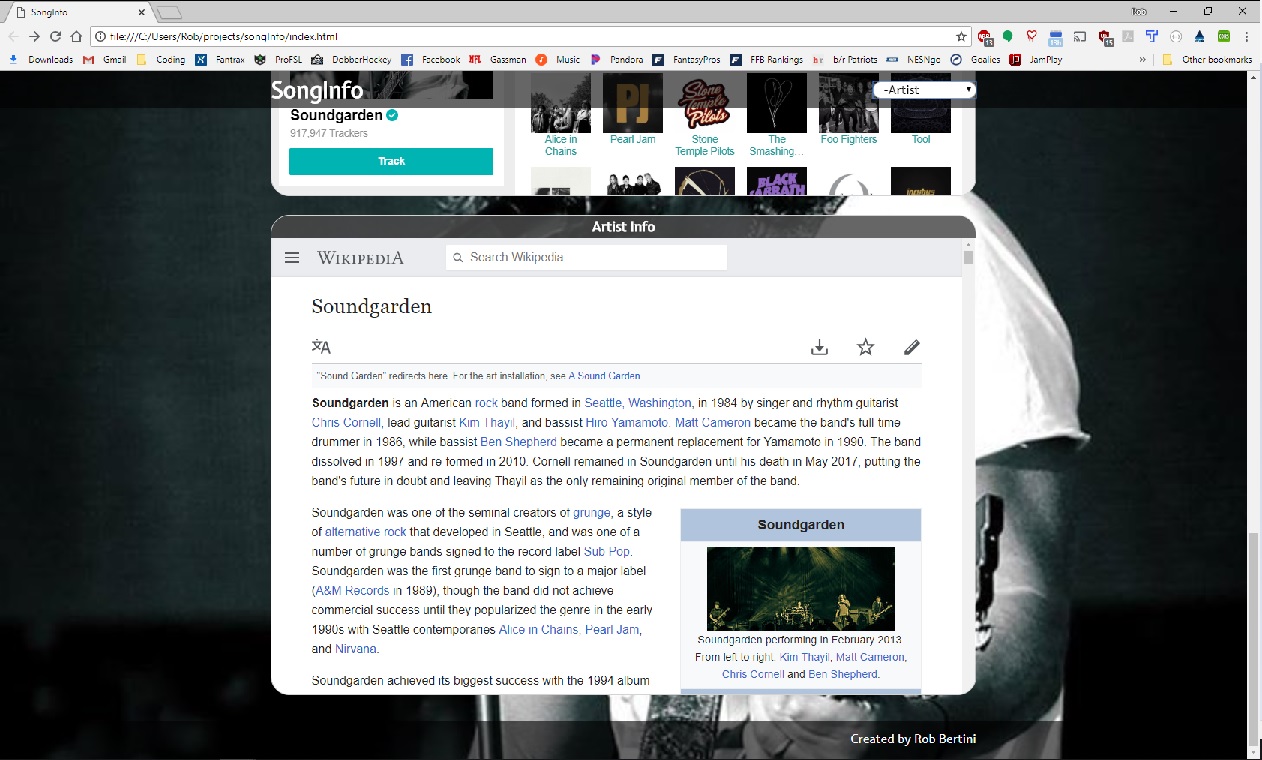 SongInfo
Rob
file:///C:/Users/Rob/projects/songInfo/index.html
Downloads Gmail Coding Fantrax ProFSL DobberHockey Facebook Gassman Music Pandora FantasyPros FFB Rankings b/r Patriots NESNgo Goalies JamPlay » Other bookmarks
SongInfo
-Artist
Soundgarden
917,947 Trackers
Track
PJ
Stone Temple Pilots
Alice in Chains
Pearl Jam
Stone Temple Pilots
The Smashing...
Foo Fighters
Tool
BLACK SABBATH
Artist Info
WIKIPEDIA
Search Wikipedia
Soundgarden
"Sound Garden" redirects here. For the art installation, see A Sound Garden
Soundgarden is an American rock band formed in Seattle, Washington, in 1984 by singer and rhythm guitarist
Chris Cornell, lead guitarist Kim Thayil, and bassist Hiro Yamamoto. Matt Cameron became the band's full time
drummer in 1986, while bassist Ben Shepherd became a permanent replacement for Yamamoto in 1990. The band
dissolved in 1997 and re formed in 2010. Cornell remained in Soundgarden until his death in May 2017, putting the
band's future in doubt and leaving Thayil as the only remaining original member of the band.
Soundgarden was one of the seminal creators of grunge, a style
of alternative rock that developed in Seattle, and was one of a
number of grunge bands signed to the record label Sub Pop.
Soundgarden was the first grunge band to sign to a major label
(A&M Records in 1989), though the band did not achieve
commercial success until they popularized the genre in the early
1990s with Seattle contemporaries Alice in Chains, Pearl Jam,
and Nirvana.
Soundgarden achieved its biggest success with the 1994 album
Soundgarden
Soundgarden performing in February 2013.
From left to right: Kim Thayil, Matt Cameron,
Chris Cornell and Ben Shepherd.
Created by Rob Bertini